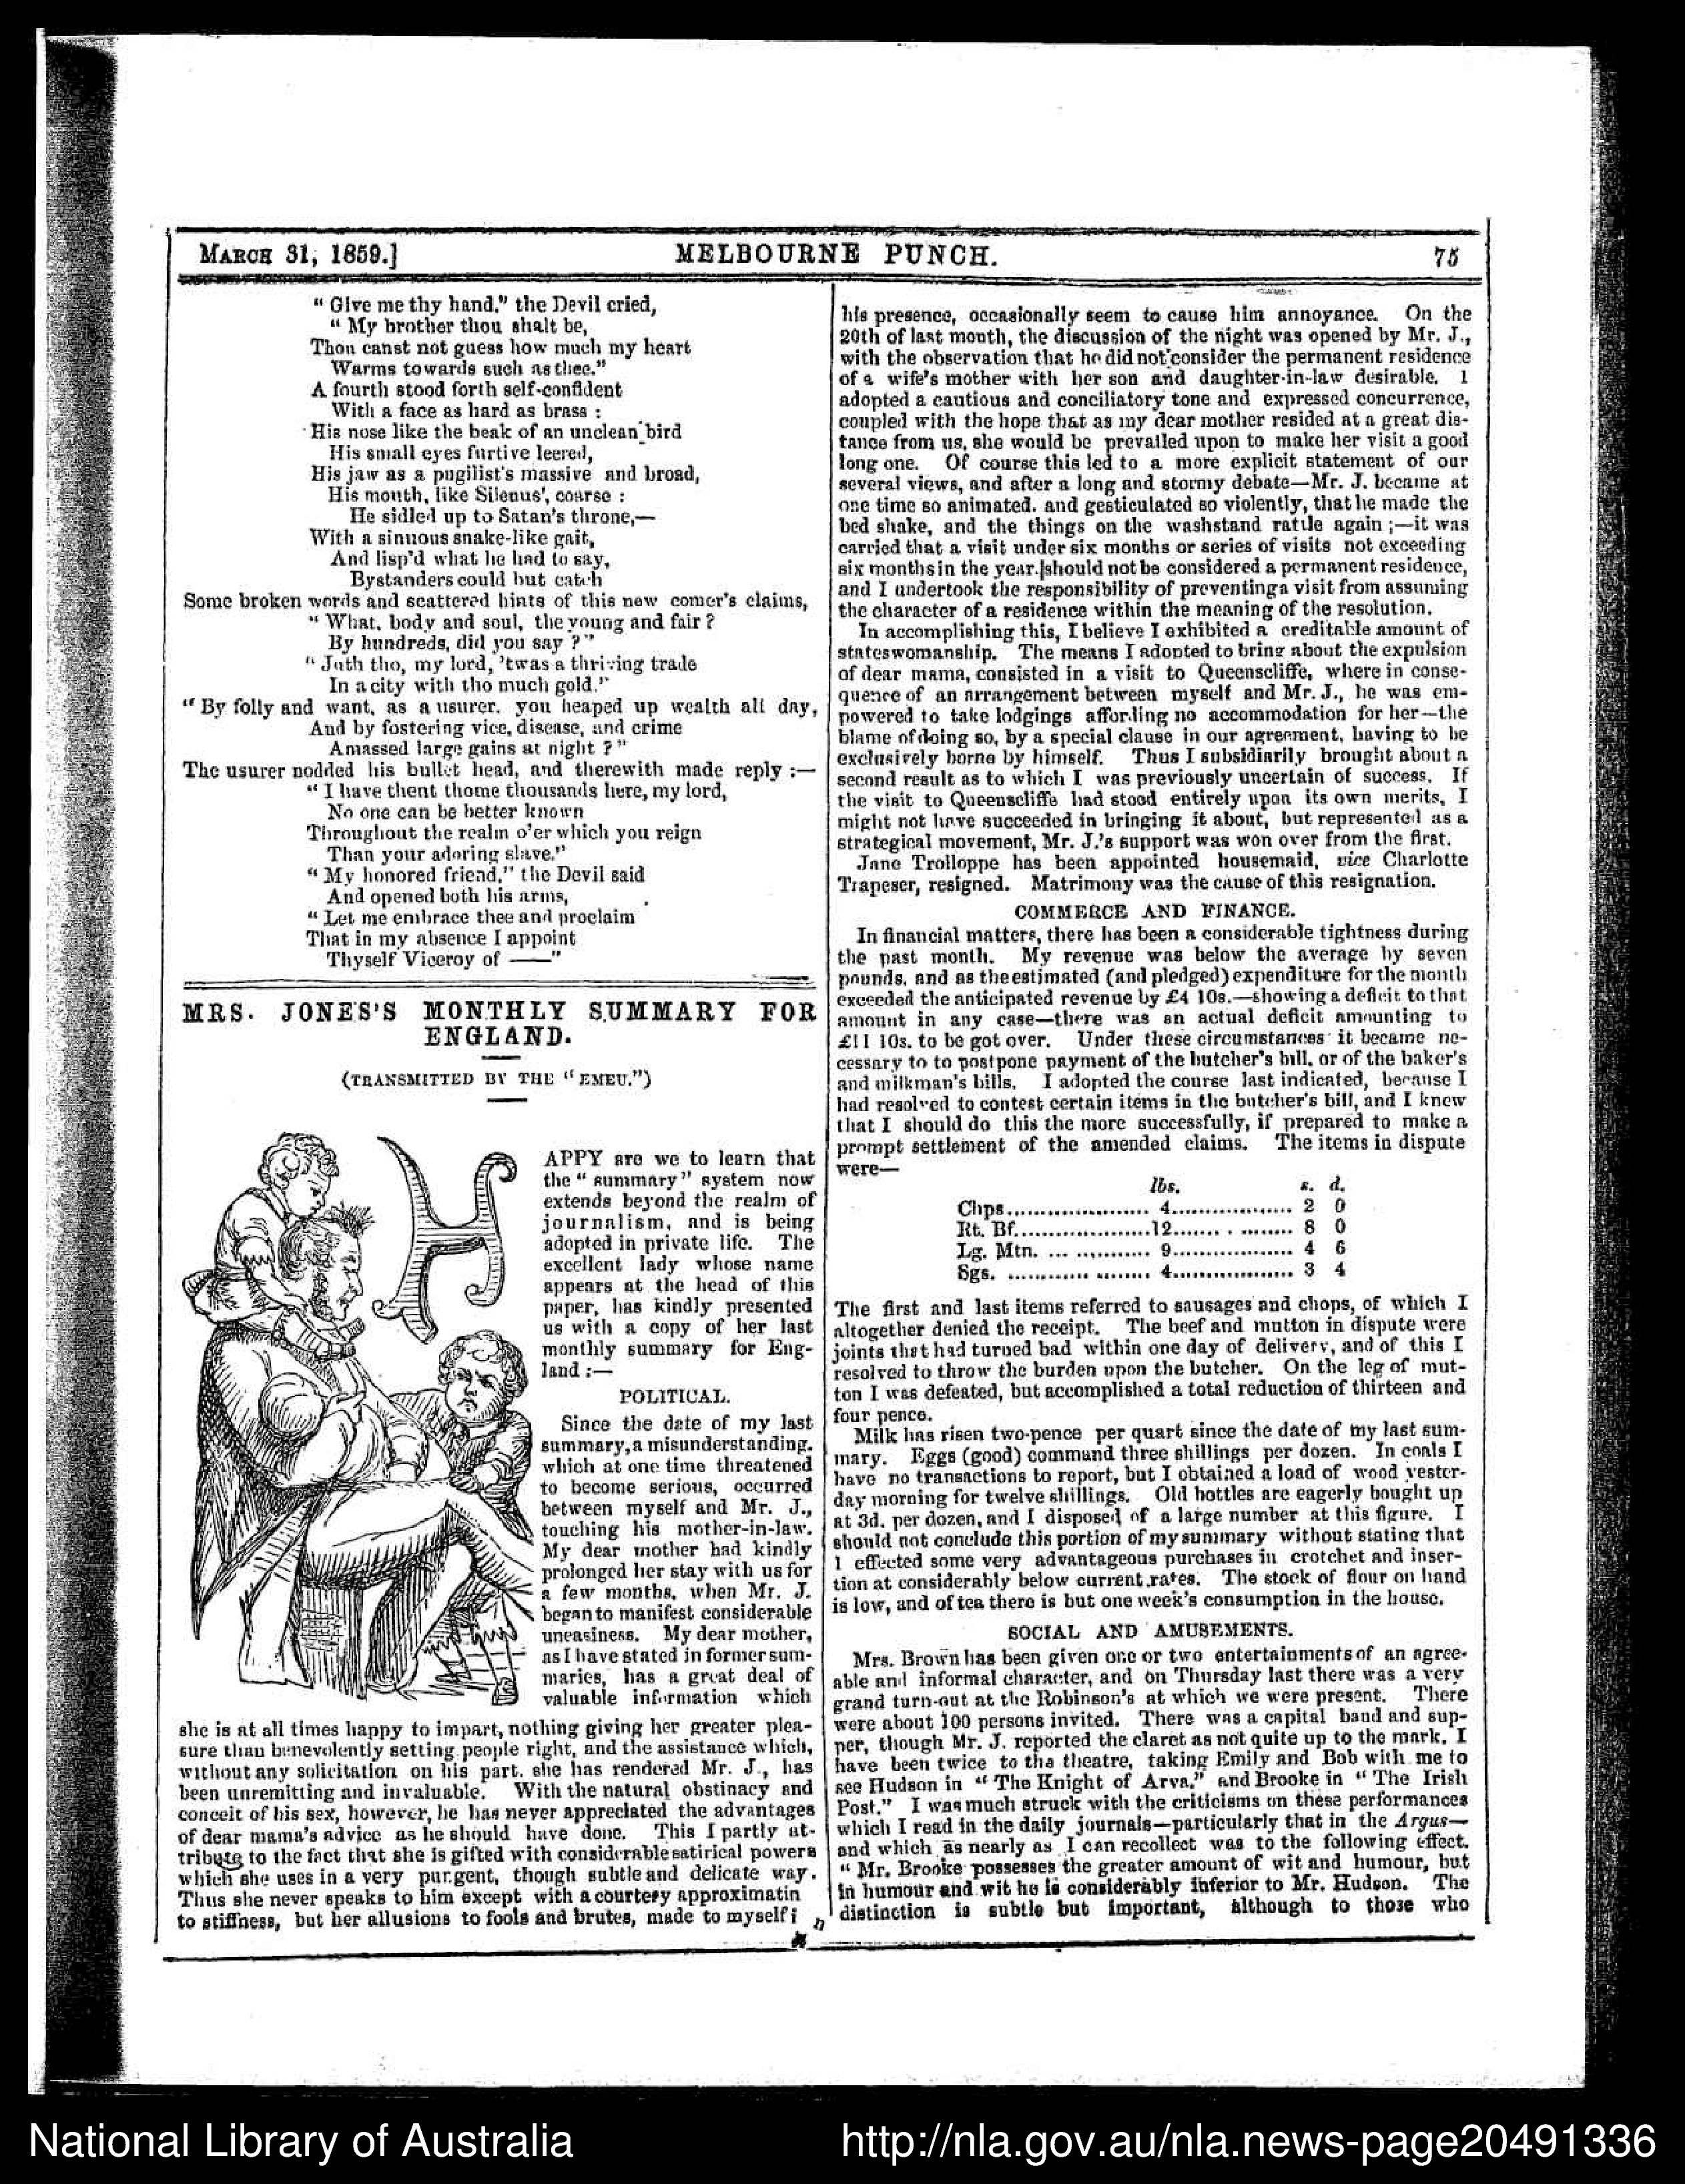 MARCH 31, 1859.] MELBOURNE PUNCH. 75
“ Give me thy hand,” the Devil cried,
“ My brother thou shalt be,
Thou canst not guess how much my heart
Warms towards such as thee.”
A fourth stood forth self-confident
With a face as hard as brass :
His nose like the beak of an unclean bird
His small eyes furtive leered,
His jaw as a pugilist's massive and broad,
His mouth, like Silenus', coarse :
He sidled up to Satan's throne,—
With a sinuous snake-like gait,
And lisp'd what he had to say,
Bystanders could but catch
Some broken words and scattered hints of this new comer's claims,
“ What, body and soul, the young and fair ?
By hundreds, did you say ?”
“ Juth tho, my lord, 'twas a thriving trade
In a city with tho much gold.”
“ By folly and want, as a usurer. you heaped up wealth all day,
And by fostering vice, disease, and crime
Amassed large gains at night ?”
The usurer nodded his bullet head, and therewith made reply :—
“ I have thent thome thousands here, my lord,
No one can be better known
Throughout the realm o'er which you reign
Than your adoring slave.”
“ My honored friend,” the Devil said
And opened both his arms,
“ Let me embrace thee and proclaim
That in my absence I appoint
Thyself Viceroy of ——”
MRS. JONES'S MONTHLY SUMMARY FOR
ENGLAND.
(TRANSMITTED BY THE “EMEU.”)
H
APPY are we to learn that
the “ summary” system now
extends beyond the realm of
journalism, and is being
adopted in private life. The
excellent lady whose name
appears at the head of this
paper, has kindly presented
us with a copy of her last
monthly summary for Eng-
land :—
POLITICAL.
Since the date of my last
summary, a misunderstanding.
which at one time threatened
to become serious, occurred
between myself and Mr. J.,
touching his mother-in-law.
My dear mother had kindly
prolonged her stay with us for
a few months, when Mr. J.
began to manifest considerable
uneasiness. My dear mother,
as I have stated in former sum-
maries, has a great deal of
valuable information which
she is at all times happy to impart, nothing giving her greater plea-
sure than benevolently setting people right, and the assistance which,
without any solicitation on his part, she has rendered Mr. J., has
been unremitting and invaluable. With the natural obstinacy and
conceit of his sex, however, he has never appreciated the advantages
of dear mama's advice as he should have done. This I partly at-
tribute to the fact that she is gifted with considerable satirical powers
which she uses in a very purgent, though subtle and delicate way.
Thus she never speaks to him except with a courtesy approximatin
to stiffness, but her allusions to fools and brutes, made to myself in
his presence, occasionally seem to cause him annoyance. On the
20th of last month, the discussion of the night was opened by Mr. J.,
with the observation that he did not consider the permanent residence
of a wife's mother with her son and daughter-in-law desirable. I
adopted a cautious and conciliatory tone and expressed concurrence,
coupled with the hope that as my dear mother resided at a great dis-
tance from us, she would be prevailed upon to make her visit a good
long one. Of course this led to a more explicit statement of our
several views, and after a long and stormy debate—Mr. J. became at
one time so animated. and gesticulated so violently, that he made the
bed shake, and the things on the washstand rattle again ;—it was
carried that a visit under six months or series of visits not exceeding
six months in the year. should not be considered a permanent residence,
and I undertook the responsibility of preventing a visit from assuming
the character of a residence within the meaning of the resolution.
In accomplishing this, I believe I exhibited a creditable amount of
stateswomanship. The means I adopted to bring about the expulsion
of dear mama, consisted in a visit to Queenscliffe, where in conse-
quence of an arrangement between myself and Mr. J., he was em-
powered to take lodgings affording no accommodation for her—the
blame of doing so, by a special clause in our agreement, having to be
exclusively borne by himself. Thus I subsidiarily brought about a
second result as to which I was previously uncertain of success. If
the visit to Queenscliffe had stood entirely upon its own merits, I
might not have succeeded in bringing it about, but represented as a
strategical movement, Mr. J.'s support was won over from the first.
Jane Trolloppe has been appointed housemaid, vice Charlotte
Trapeser, resigned. Matrimony was the cause of this resignation.
COMMERCE AND FINANCE.
In financial matters, there has been a considerable tightness during
the past month. My revenue was below the average by seven
pounds, and as the estimated (and pledged) expenditure for the month
exceeded the anticipated revenue by £4 10s.—showing a deficit to that
amount in any case—there was an actual deficit amounting to
£11 10s. to be got over. Under these circumstances it became ne-
cessary to to postpone payment of the butcher's bill, or of the baker's
and milkman's bills. I adopted the course last indicated, because I
had resolved to contest certain items in the butcher's bill, and I knew
that I should do this the more successfully, if prepared to make a
prompt settlement of the amended claims. The items in dispute
were—
lbs. s. d.
Chps...................... 4................... 2 0
Rt. Bf.....................12................... 8 0
Lg. Mtn. ................ 9................... 4 6
Sgs. ...................... 4................... 3 4
The first and last items referred to sausages and chops, of which I
altogether denied the receipt. The beef and mutton in dispute were
joints that had turned bad within one day of delivery, and of this I
resolved to throw the burden upon the butcher. On the leg of mut-
ton I was defeated, but accomplished a total reduction of thirteen and
four pence.
Milk has risen two-pence per quart since the date of my last sum-
mary. Eggs (good) command three shillings per dozen. In coals I
have no transactions to report, but I obtained a load of wood yester-
day morning for twelve shillings. Old bottles are eagerly bought up
at 3d. per dozen, and I disposed of a large number at this figure. I
should not conclude this portion of my summary without stating that
I effected some very advantageous purchases in crotchet and inser-
tion at considerably below current rates. The stock of flour on hand
is low, and of tea there is but one week's consumption in the house.
SOCIAL AND AMUSEMENTS.
Mrs. Brown has been given one or two entertainments of an agree-
able and informal character, and on Thursday last there was a very
grand turn-out at the Robinson's at which we were present. There
were about 100 persons invited. There was a capital band and sup-
per, though Mr. J. reported the claret as not quite up to the mark. I
have been twice to the theatre, taking Emily and Bob with me to
see Hudson in “ The Knight of Arva,” and Brooke in “ The Irish
Post.” I was much struck with the criticisms on these performances
which I read in the daily journals—particularly that in the Argus—
and which as nearly as I can recollect was to the following effect.
“ Mr. Brooke possesses the greater amount of wit and humour, but
in humour and wit he is considerably inferior to Mr. Hudson. The
distinction is subtle but important, although to those who
National Library of Australia http://nla.gov.au/nla.news-page20491336